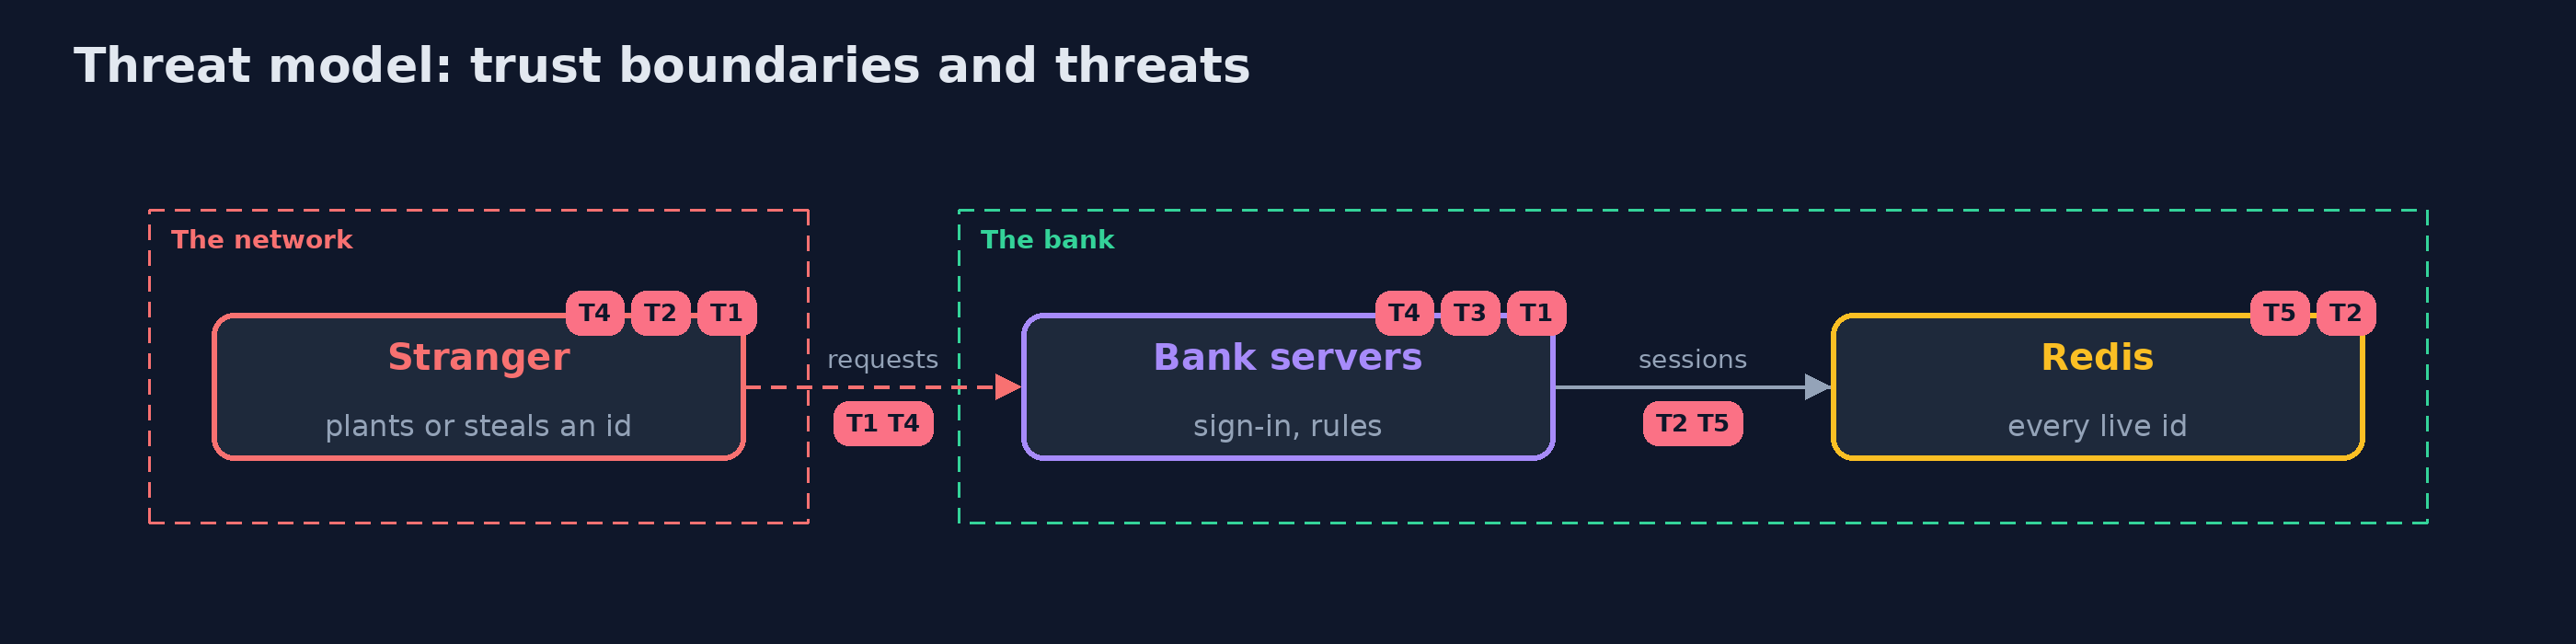 Threat model: trust boundaries and threats
The network
T4 T2 T1
Stranger
plants or steals an id
requests
T1 T4
The bank
T4 T3 T1
Bank servers
sign-in, rules
sessions
T2 T5
T5 T2
Redis
every live id